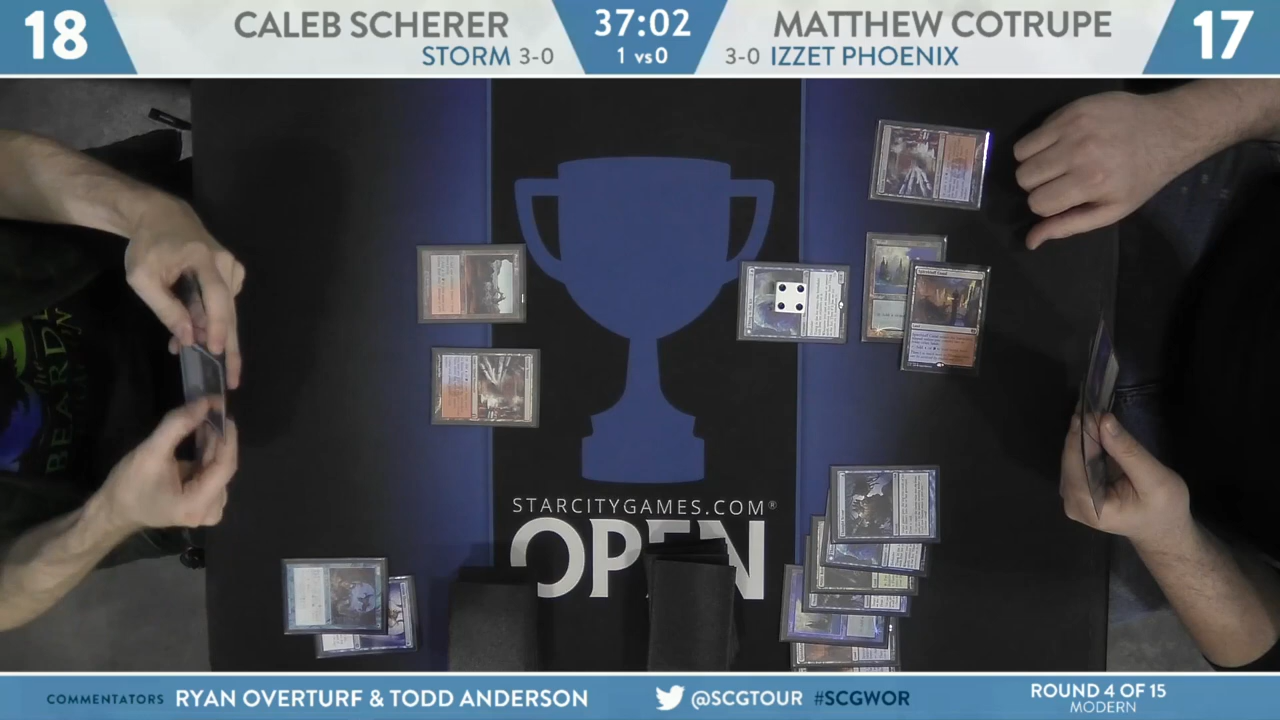 18
CALEB SCHERER
STORM 3-0
37:02
1 vs 0
MATTHEW COTRUPE
3-0 IZZET PHOENIX
17
STARCITYGAMES.COM®
OPEN
BEARD
COMMENTATORS RYAN OVERTURF & TODD ANDERSON
@SCGTOUR #SCGWOR
ROUND 4 OF 15
MODERN